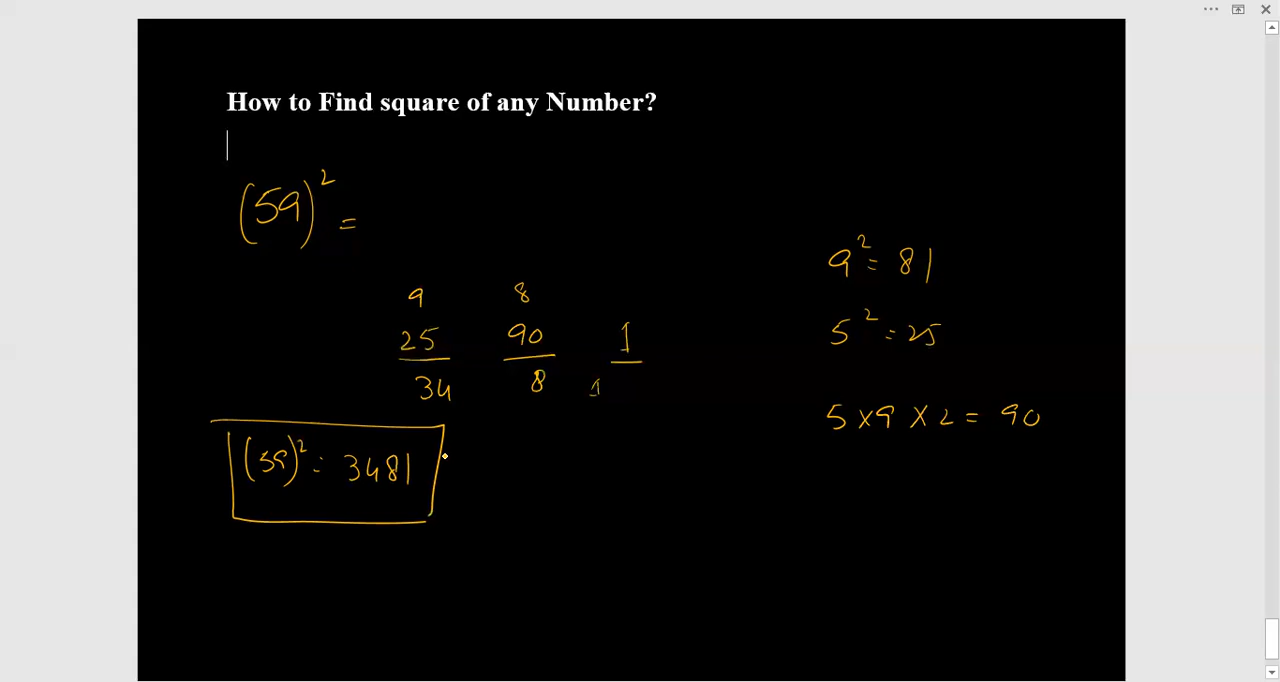 How to Find square of any Number?
(59)² =
9² = 81
9 8
5² = 25
25 90 1
34 8 1
5 × 9 × 2 = 90
(59)² = 3481